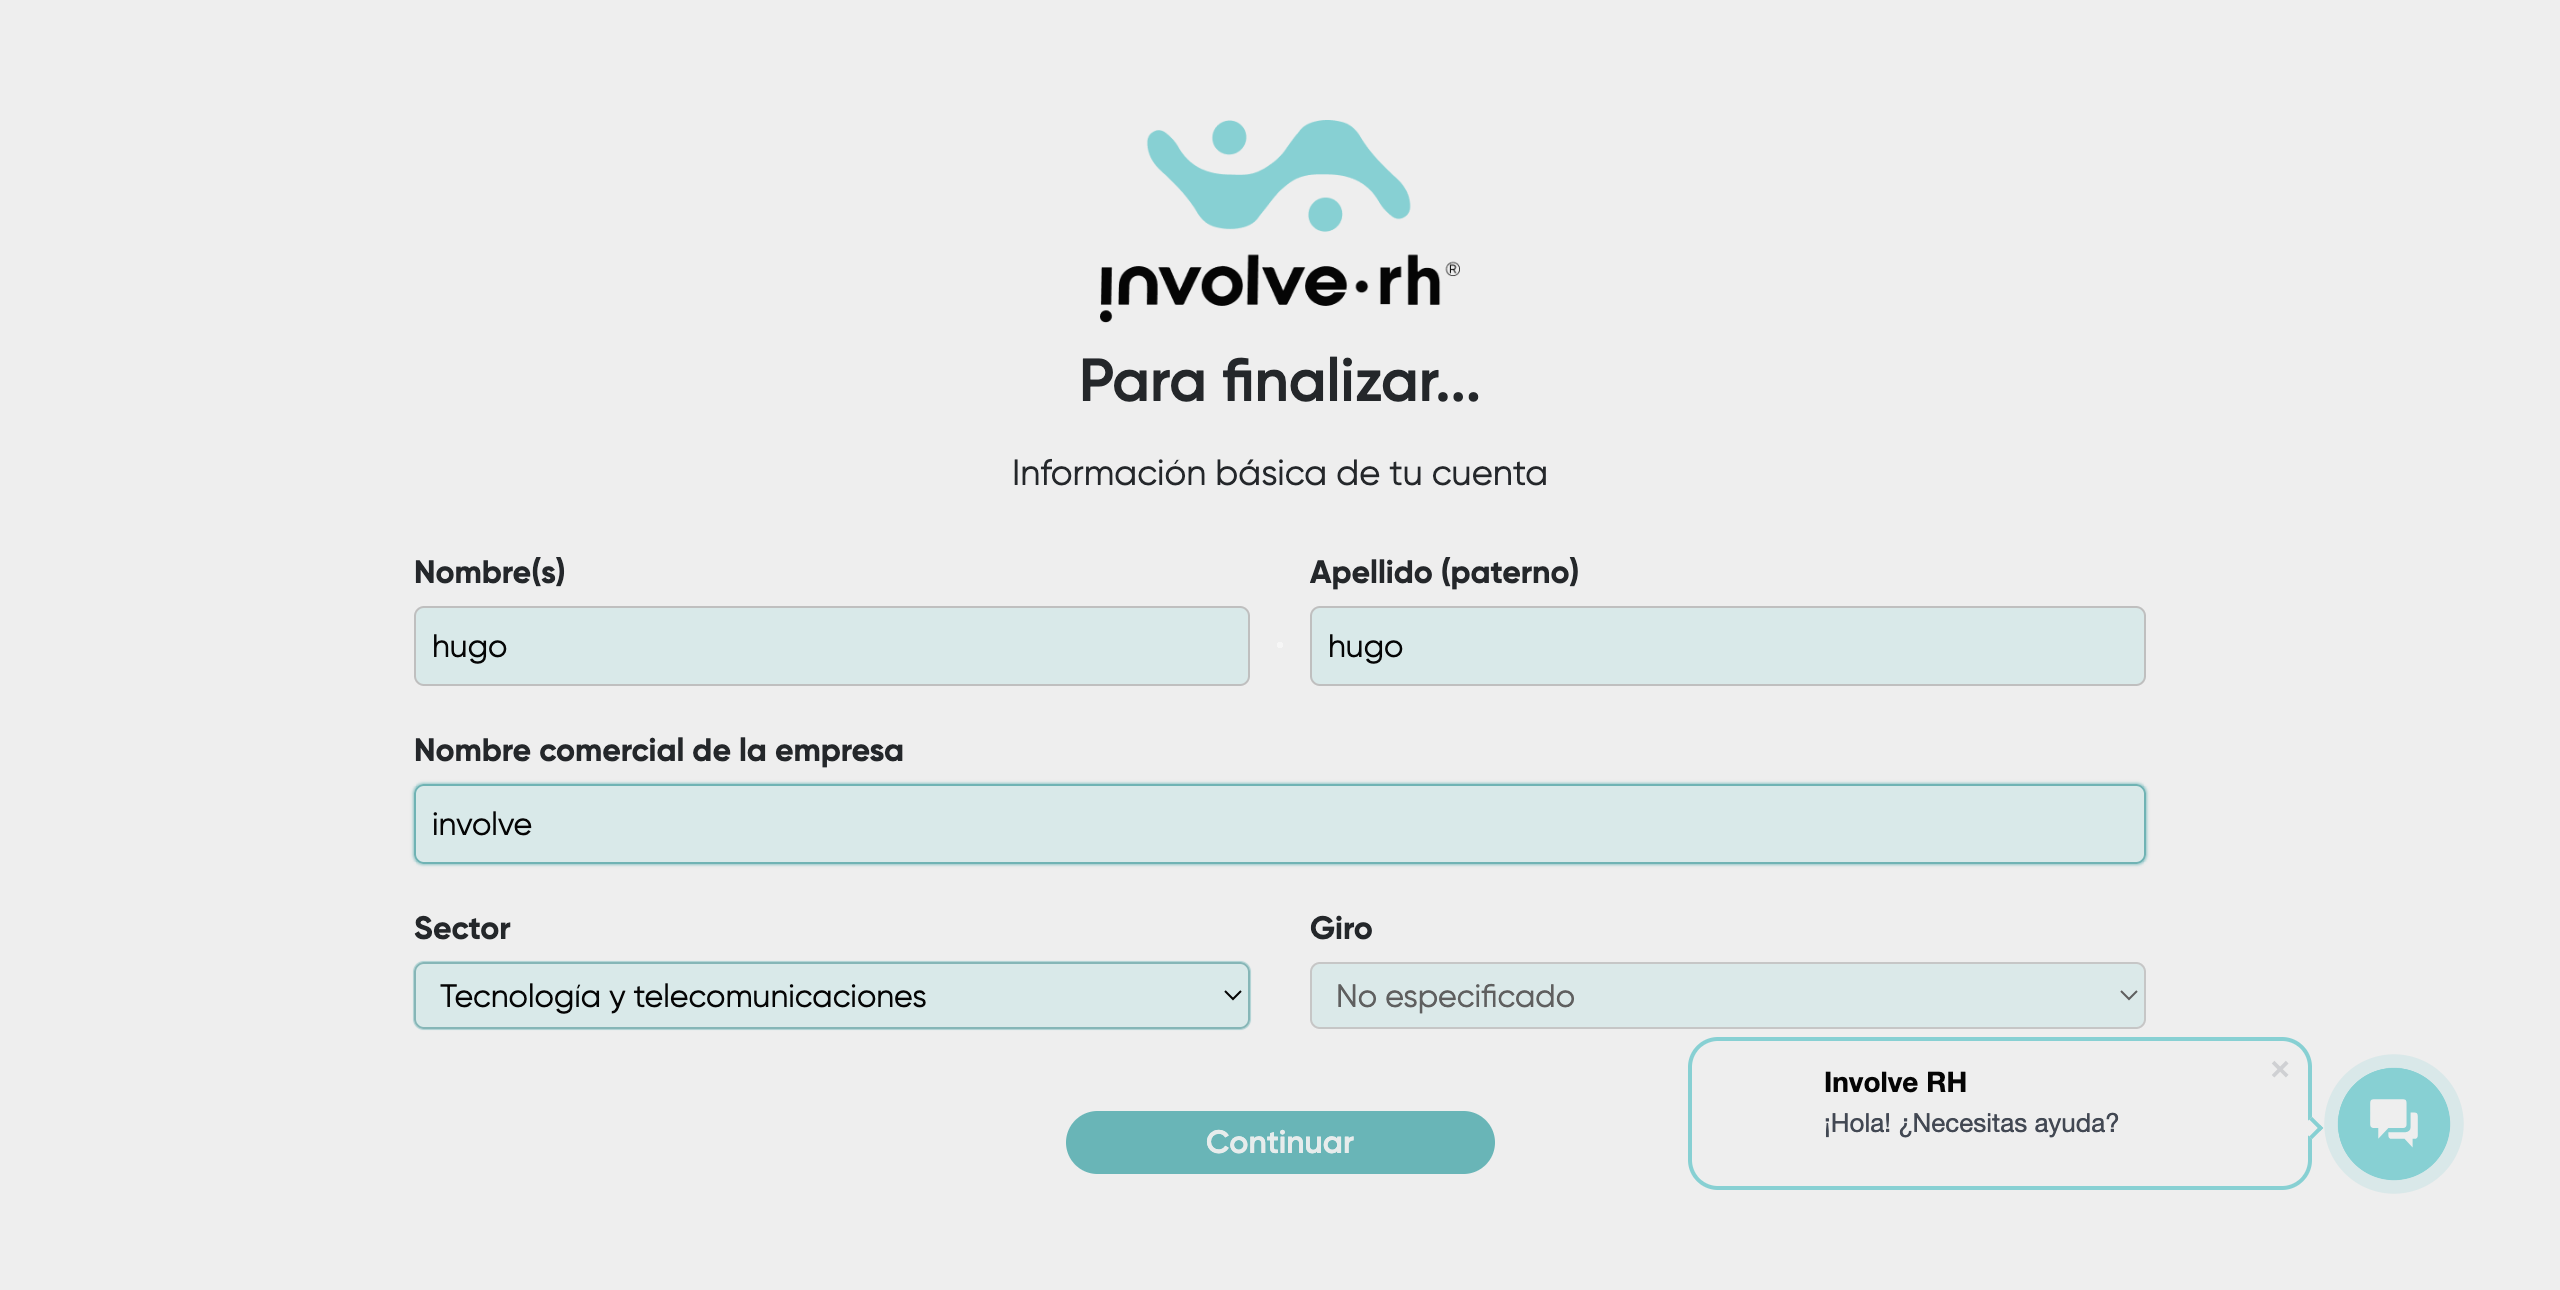 involve·rh®
Para finalizar...
Información básica de tu cuenta
Nombre(s)
Apellido (paterno)
hugo
hugo
Nombre comercial de la empresa
involve
Sector
Giro
Tecnología y telecomunicaciones
No especificado
Involve RH
¡Hola! ¿Necesitas ayuda?
Continuar